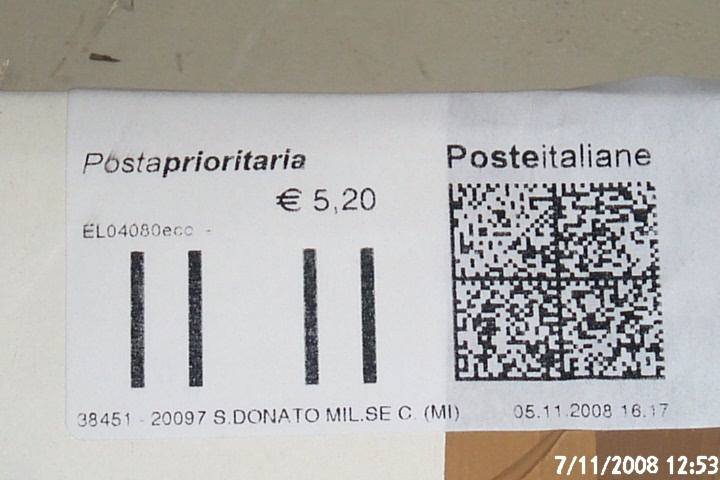 Postaprioritaria
Posteitaliane
€ 5,20
EL04080ecc -
38451 - 20097 S.DONATO MIL.SE C. (MI)
05.11.2008 16.17
7/11/2008 12:53